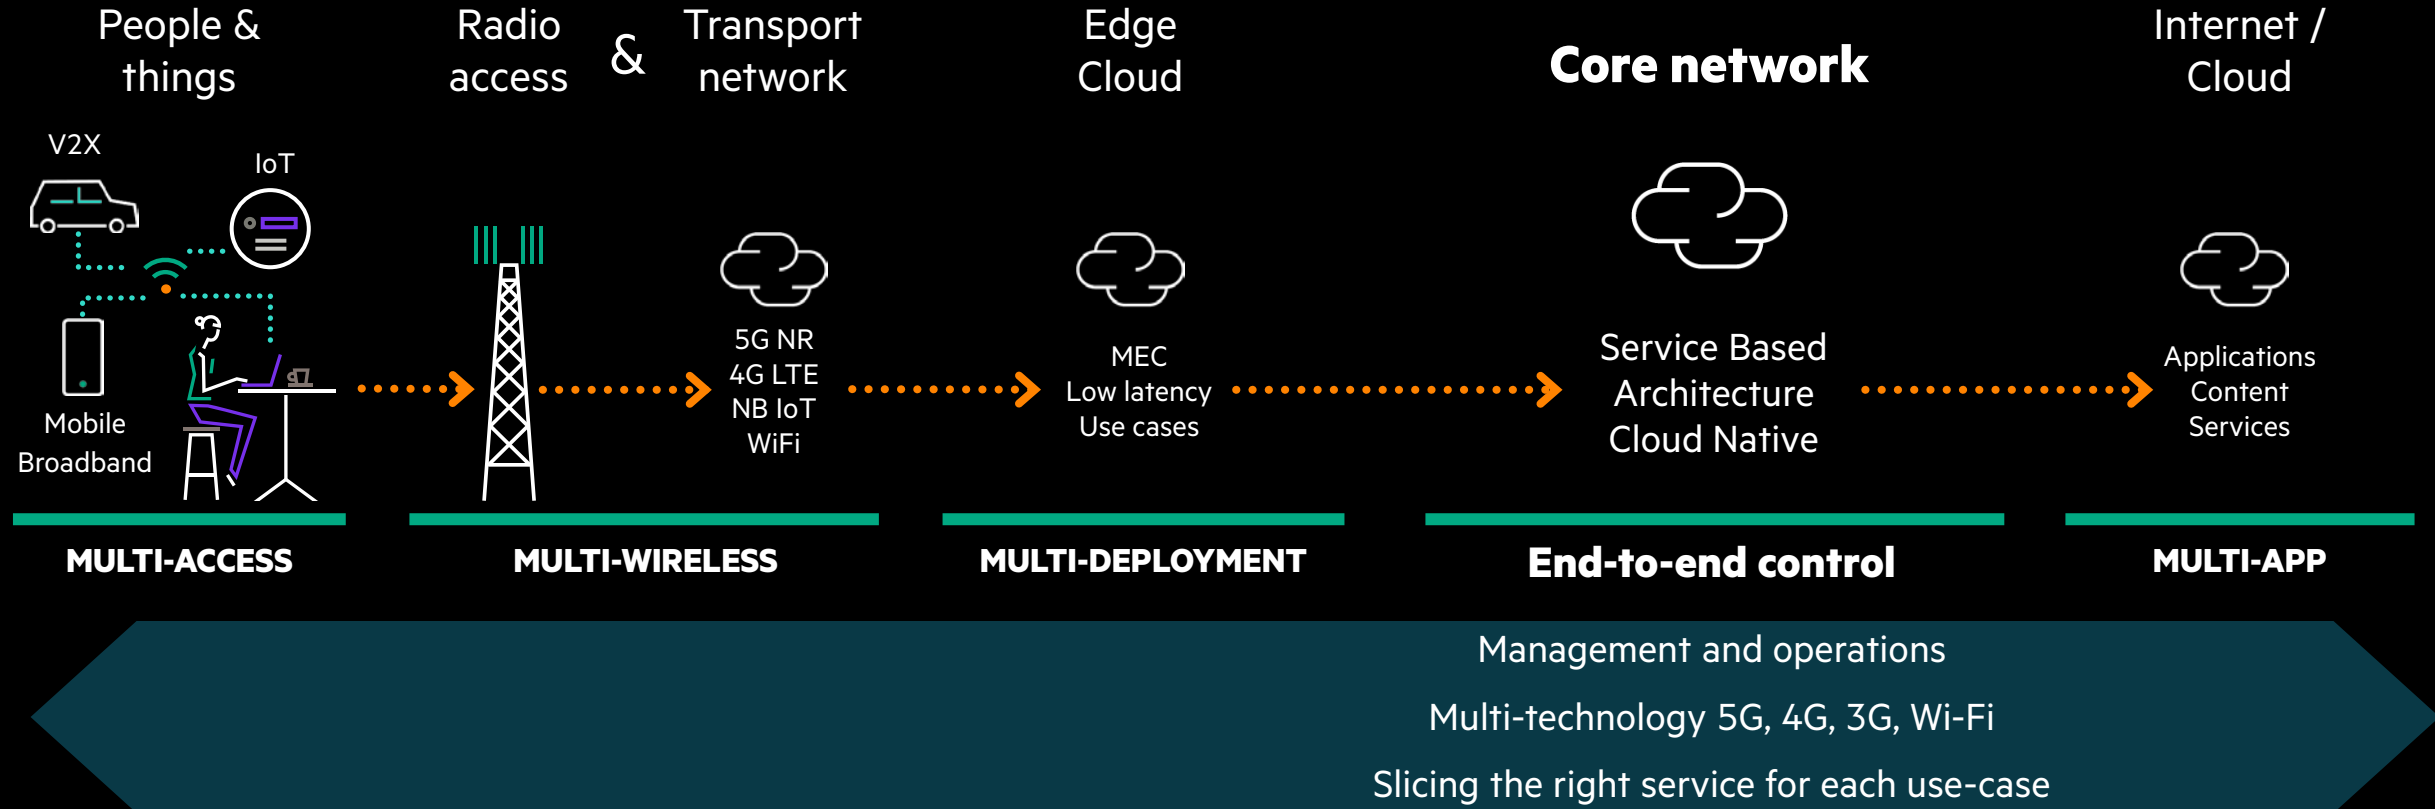 People &
things
Radio
access
&
Transport
network
Edge
Cloud
Core network
Internet /
Cloud
V2X
IoT
Mobile
Broadband
5G NR
4G LTE
NB IoT
WiFi
MEC
Low latency
Use cases
Service Based
Architecture
Cloud Native
Applications
Content
Services
MULTI-ACCESS
MULTI-WIRELESS
MULTI-DEPLOYMENT
End-to-end control
MULTI-APP
Management and operations
Multi-technology 5G, 4G, 3G, Wi-Fi
Slicing the right service for each use-case